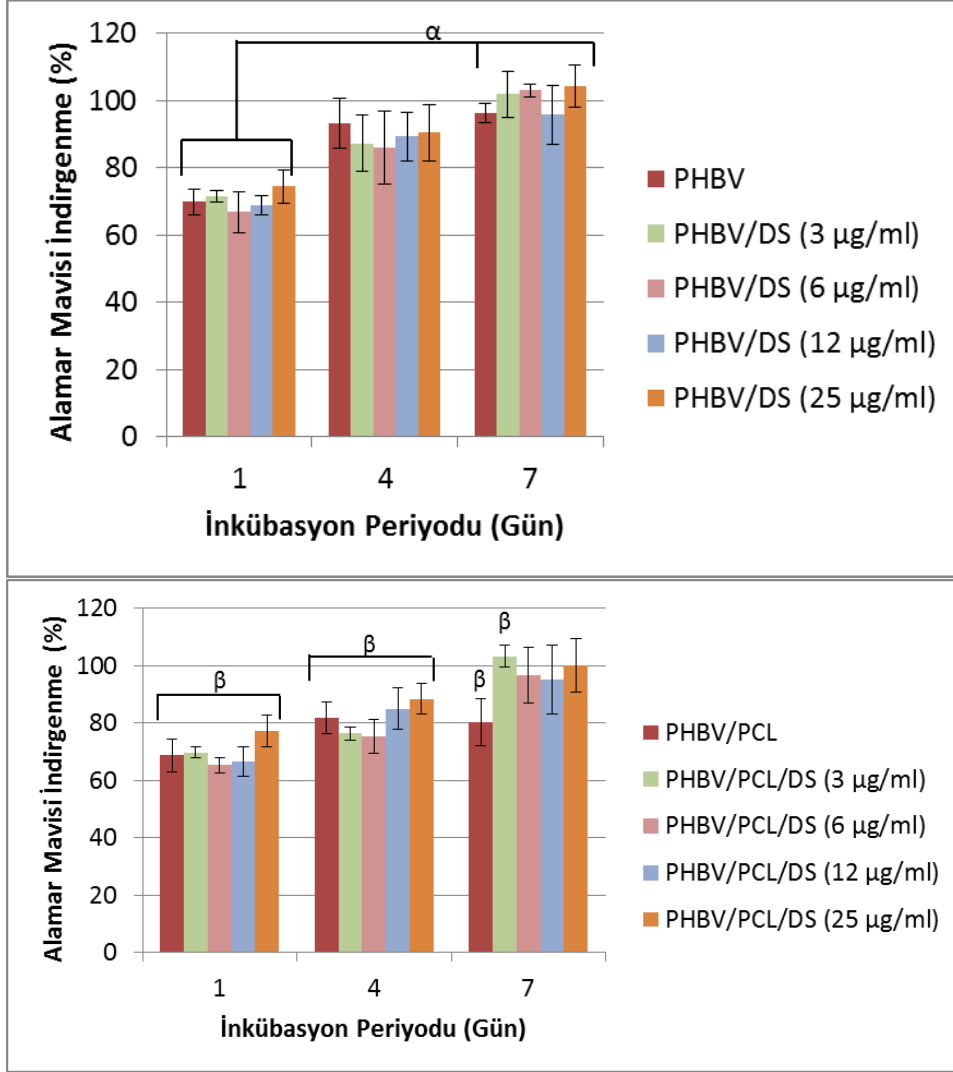 120
100
80
60
40
20
0
Alamar Mavisi İndirgenme (%)
α
1
4
7
İnkübasyon Periyodu (Gün)
PHBV
PHBV/DS (3 µg/ml)
PHBV/DS (6 µg/ml)
PHBV/DS (12 µg/ml)
PHBV/DS (25 µg/ml)
120
100
80
60
40
20
0
Alamar Mavisi İndirgenme (%)
β
β
β
β
1
4
7
İnkübasyon Periyodu (Gün)
PHBV/PCL
PHBV/PCL/DS (3 µg/ml)
PHBV/PCL/DS (6 µg/ml)
PHBV/PCL/DS (12 µg/ml)
PHBV/PCL/DS (25 µg/ml)